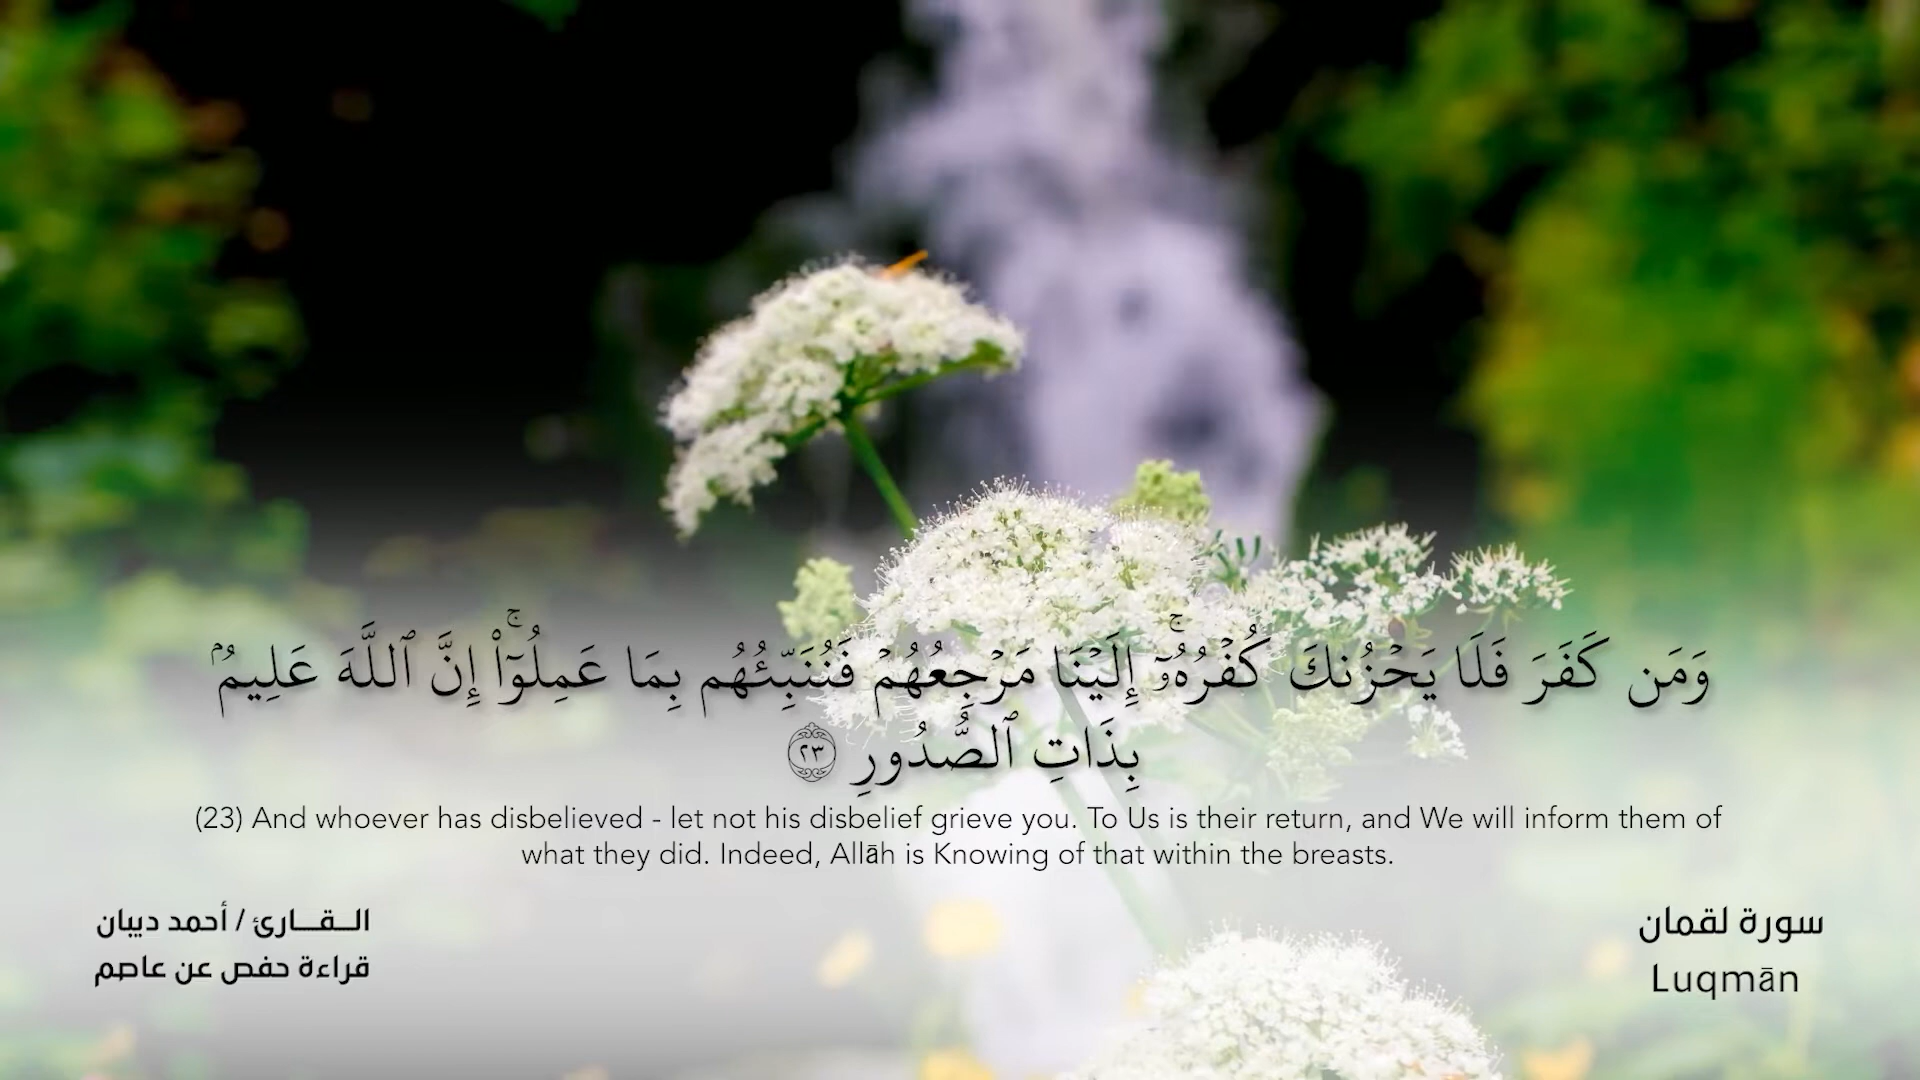 وَمَن كَفَرَ فَلَا يَحْزُنكَ كُفْرُهُۥٓ ۚ إِلَيْنَا مَرْجِعُهُمْ فَنُنَبِّئُهُم بِمَا عَمِلُوٓا۟ ۚ إِنَّ ٱللَّهَ عَلِيمٌۢ
بِذَاتِ ٱلصُّدُورِ ٢٣
(23) And whoever has disbelieved - let not his disbelief grieve you. To Us is their return, and We will inform them of
what they did. Indeed, Allāh is Knowing of that within the breasts.
القارئ / أحمد ديبان
قراءة حفص عن عاصم
سورة لقمان
Luqmān